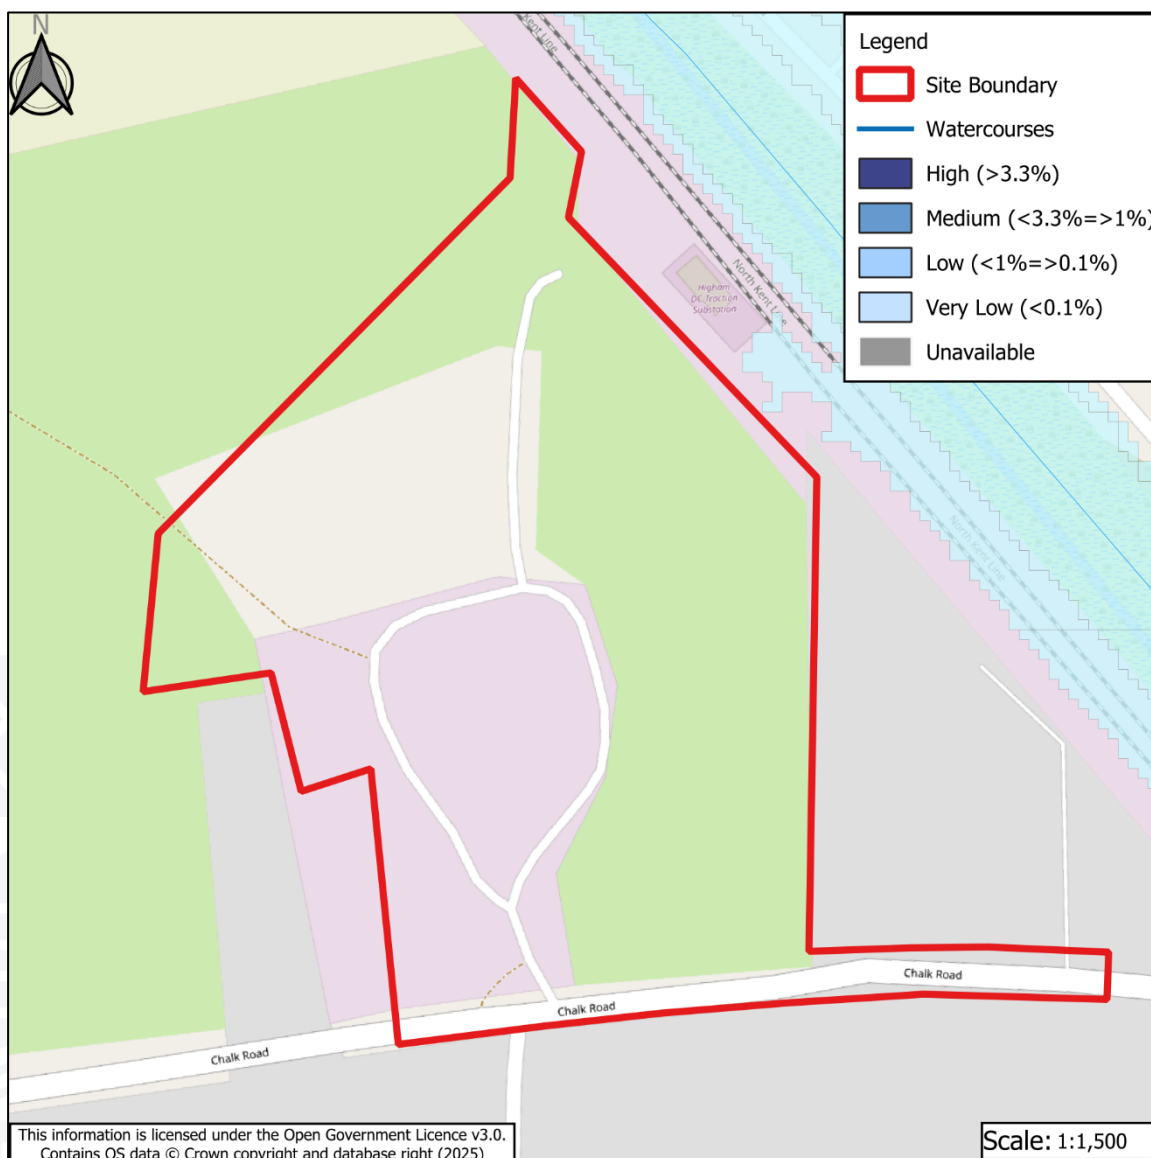 N
Kent Line
Legend
Site Boundary
Watercourses
High (>3.3%)
Medium (<3.3%=>1%)
Low (<1%=>0.1%)
Very Low (<0.1%)
Unavailable
North Kent Line
Higham
DC Traction
Substation
North Kent Line
Chalk Road
Chalk Road
Chalk Road
This information is licensed under the Open Government Licence v3.0.
Contains OS data © Crown copyright and database right (2025)
Scale: 1:1,500